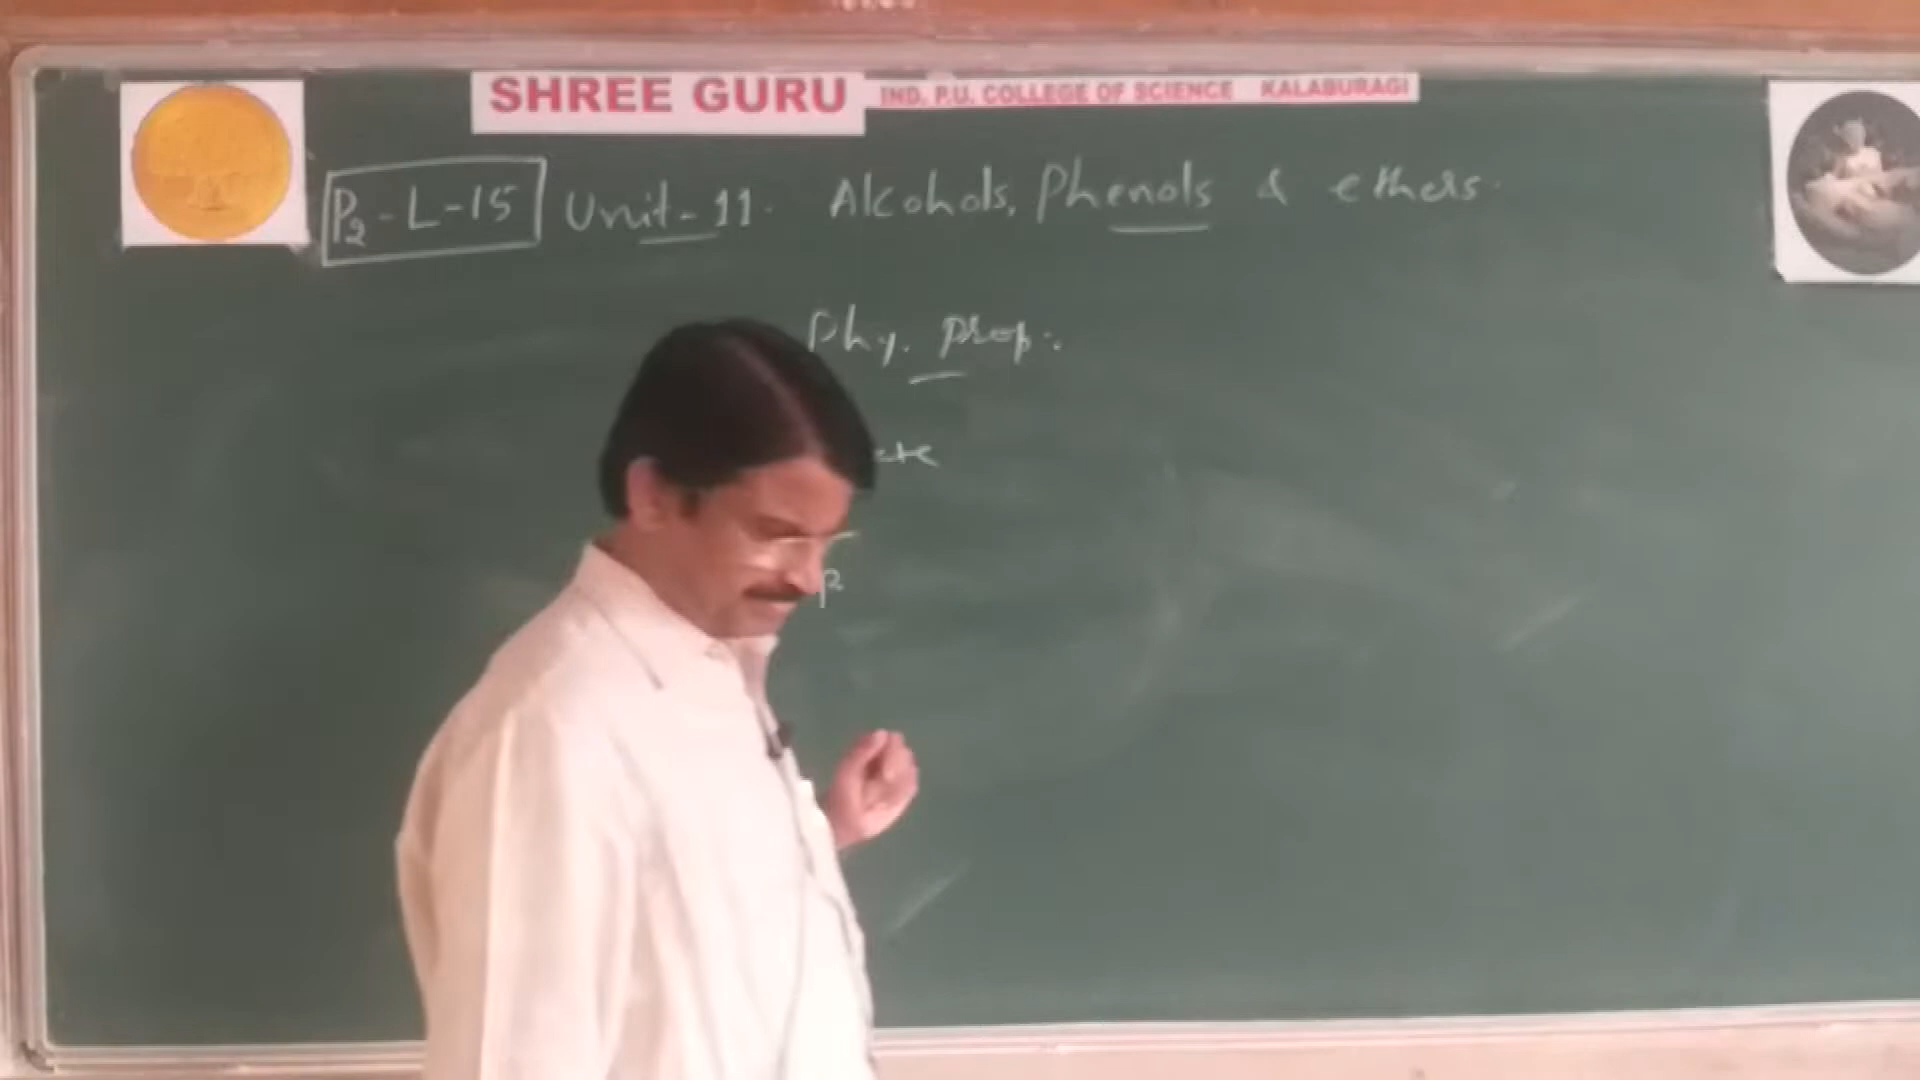 SHREE GURU IND. P.U. COLLEGE OF SCIENCE KALABURAGI
P2-L-15 Unit-11. Alcohols, Phenols & ethers.
Phy. prop.